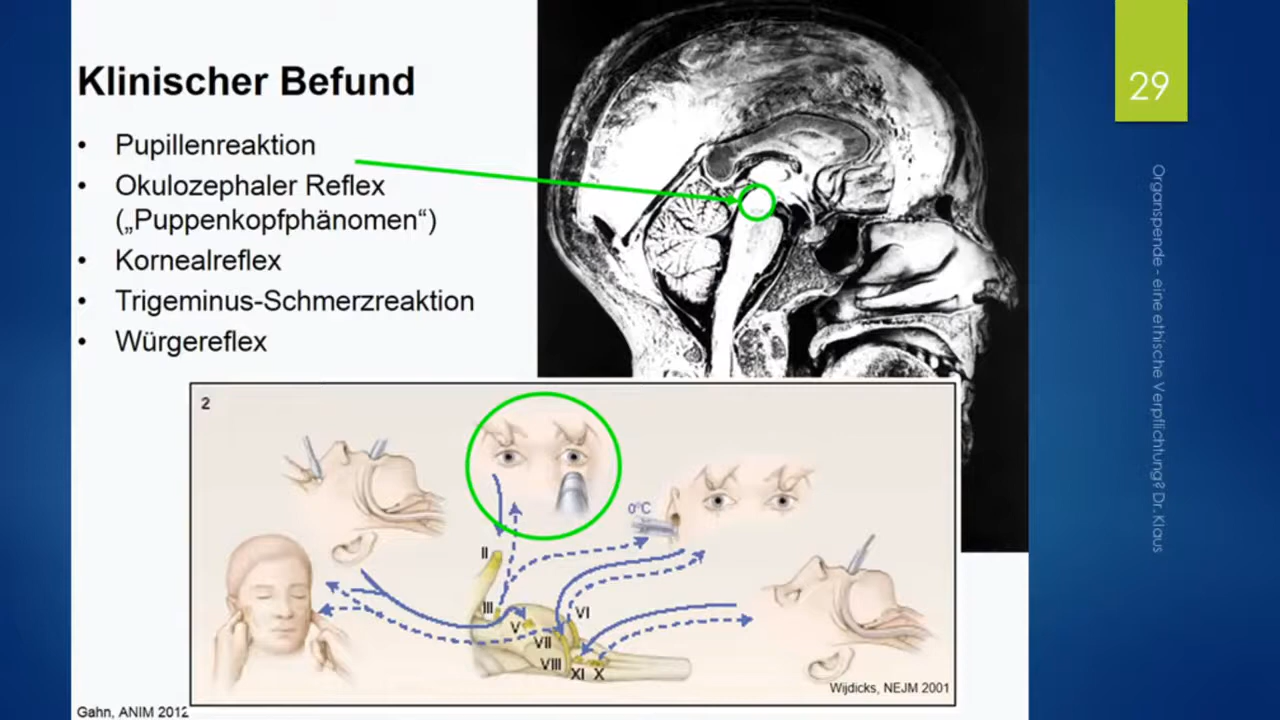 Klinischer Befund
• Pupillenreaktion
• Okulozephaler Reflex
(„Puppenkopfphänomen“)
• Kornealreflex
• Trigeminus-Schmerzreaktion
• Würgereflex
2
0°C
II
III
V
VI
VII
VIII
XI X
Wijdicks, NEJM 2001
Gahn, ANIM 2012
29
Organspende - eine ethische Verpflichtung? Dr. Klaus